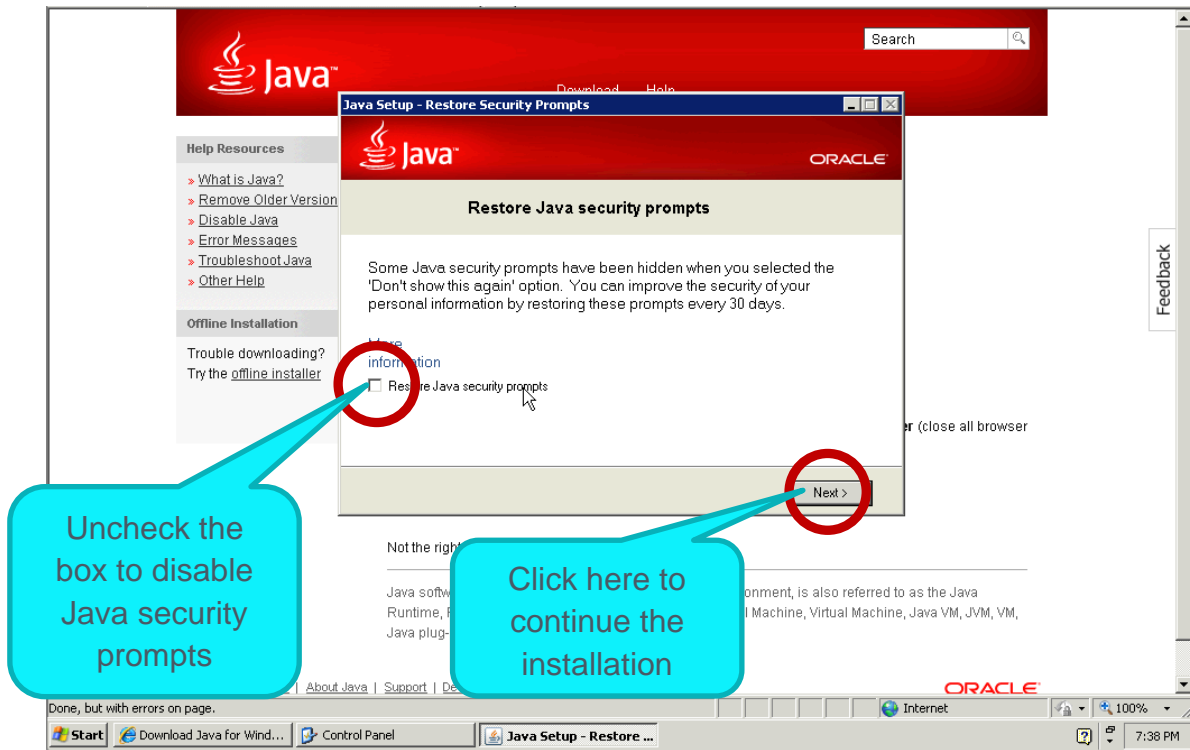 Java™
Search
Download Help
Java Setup - Restore Security Prompts
Java™
ORACLE
Restore Java security prompts
Some Java security prompts have been hidden when you selected the
'Don't show this again' option. You can improve the security of your
personal information by restoring these prompts every 30 days.
More
information
Restore Java security prompts
Next >
Help Resources
» What is Java?
» Remove Older Version
» Disable Java
» Error Messages
» Troubleshoot Java
» Other Help
Offline Installation
Trouble downloading?
Try the offline installer
Feedback
(close all browser
Uncheck the
box to disable
Java security
prompts
Click here to
continue the
installation
Not the
Java
is also referred to as the Java
Runtime,
Machine, Virtual Machine, Java VM, JVM, VM,
Java
| About Java | Support |
ORACLE
Done, but with errors on page.
Internet
100%
Start
Download Java for Wind...
Control Panel
Java Setup - Restore ...
7:38 PM